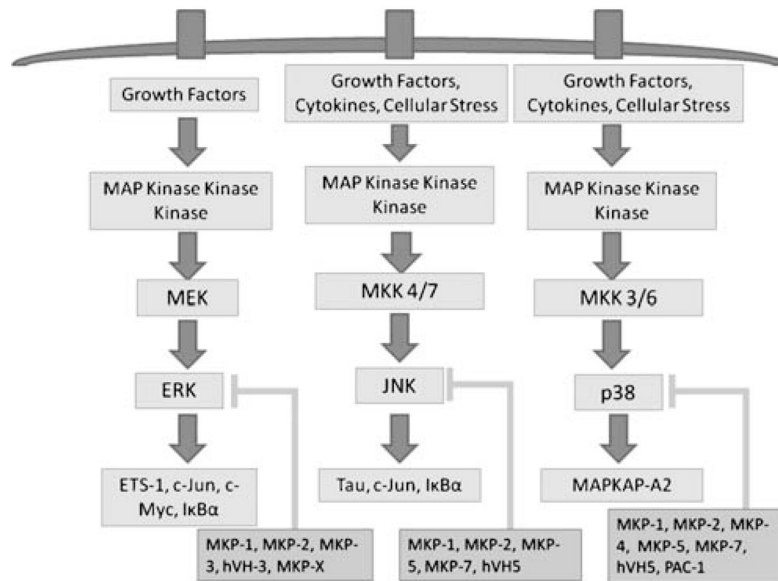 Growth Factors
MAP Kinase Kinase
Kinase
MEK
ERK
ETS-1, c-Jun, c-
Myc, IκBα
MKP-1, MKP-2, MKP-
3, hVH-3, MKP-X
Growth Factors,
Cytokines, Cellular Stress
MAP Kinase Kinase
Kinase
MKK 4/7
JNK
Tau, c-Jun, IκBα
MKP-1, MKP-2, MKP-
5, MKP-7, hVH5
Growth Factors,
Cytokines, Cellular Stress
MAP Kinase Kinase
Kinase
MKK 3/6
p38
MAPKAP-A2
MKP-1, MKP-2, MKP-
4, MKP-5, MKP-7,
hVH5, PAC-1